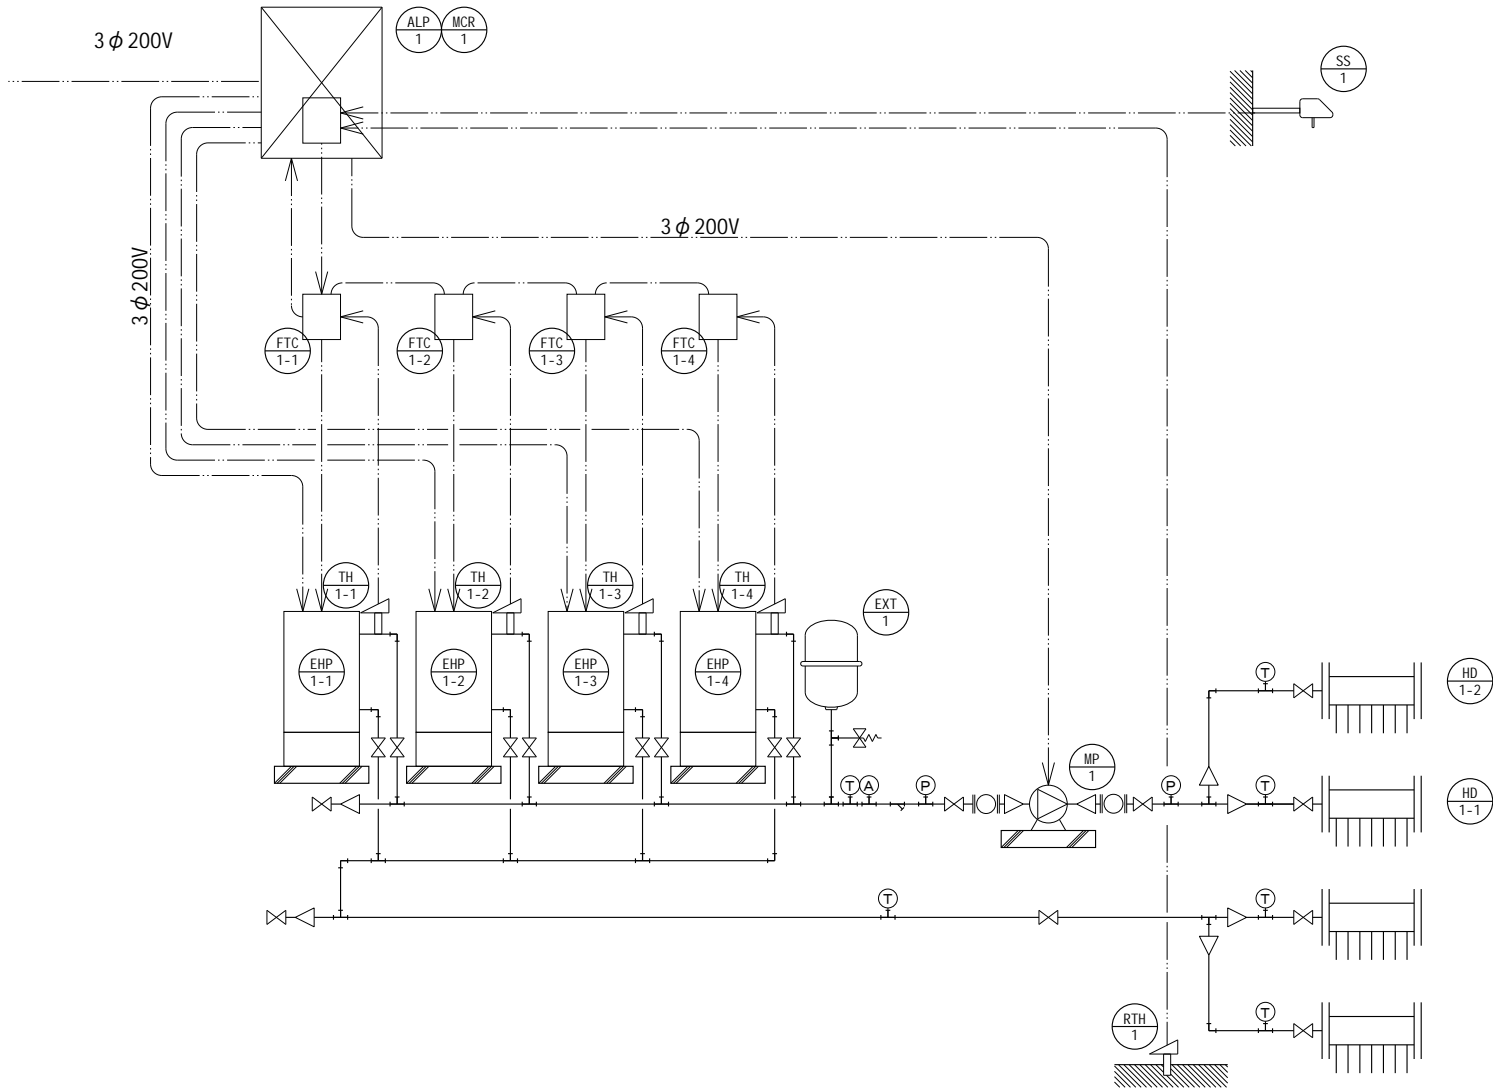 3φ200V
ALP
1
MCR
1
SS
1
3φ200V
3φ200V
FTC
1-1
FTC
1-2
FTC
1-3
FTC
1-4
TH
1-1
TH
1-2
TH
1-3
TH
1-4
EXT
1
EHP
1-1
EHP
1-2
EHP
1-3
EHP
1-4
T
HD
1-2
MP
1
T
A
P
P
T
HD
1-1
T
T
RTH
1
T